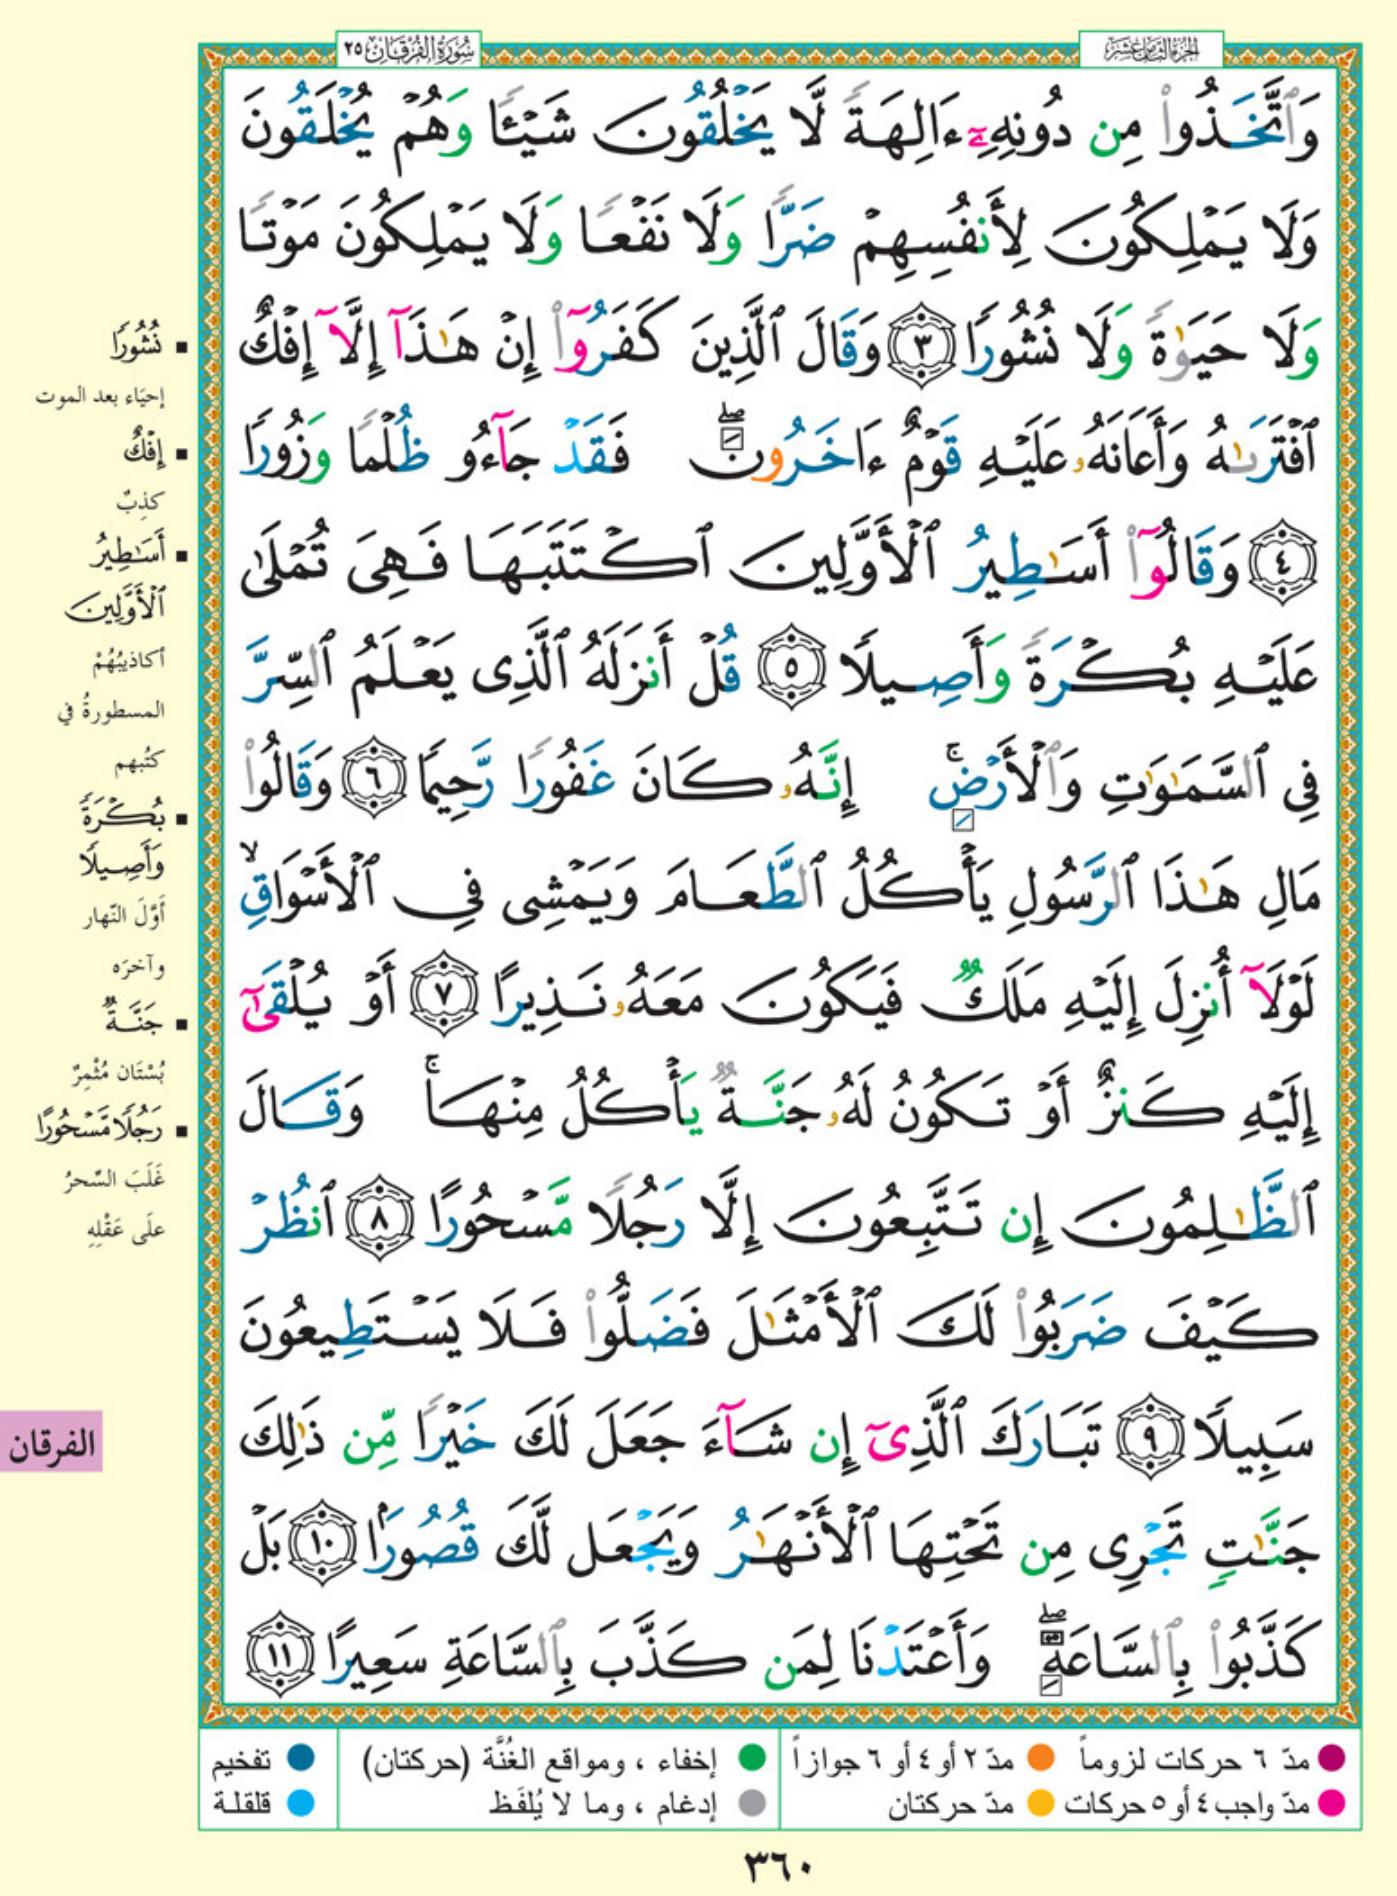 الجزء الثامن عشر
سورة الفرقان ٢٥
وَٱتَّخَذُوا۟ مِن دُونِهِۦٓ ءَالِهَةً لَّا يَخْلُقُونَ شَيْـًٔا وَهُمْ يُخْلَقُونَ
وَلَا يَمْلِكُونَ لِأَنفُسِهِمْ ضَرًّا وَلَا نَفْعًا وَلَا يَمْلِكُونَ مَوْتًا
وَلَا حَيَوٰةً وَلَا نُشُورًا ٣ وَقَالَ ٱلَّذِينَ كَفَرُوٓا۟ إِنْ هَـٰذَآ إِلَّآ إِفْكٌ
ٱفْتَرَىٰهُ وَأَعَانَهُۥ عَلَيْهِ قَوْمٌ ءَاخَرُونَ ۖ فَقَدْ جَآءُو ظُلْمًا وَزُورًا
٤ وَقَالُوٓا۟ أَسَـٰطِيرُ ٱلْأَوَّلِينَ ٱكْتَتَبَهَا فَهِىَ تُمْلَىٰ
عَلَيْهِ بُكْرَةً وَأَصِيلًا ٥ قُلْ أَنزَلَهُ ٱلَّذِى يَعْلَمُ ٱلسِّرَّ
فِى ٱلسَّمَـٰوَٰتِ وَٱلْأَرْضِ ۚ إِنَّهُۥ كَانَ غَفُورًا رَّحِيمًا ٦ وَقَالُوا۟
مَالِ هَـٰذَا ٱلرَّسُولِ يَأْكُلُ ٱلطَّعَامَ وَيَمْشِى فِى ٱلْأَسْوَاقِ ۙ
لَوْلَآ أُنزِلَ إِلَيْهِ مَلَكٌ فَيَكُونَ مَعَهُۥ نَذِيرًا ٧ أَوْ يُلْقَىٰٓ
إِلَيْهِ كَنزٌ أَوْ تَكُونُ لَهُۥ جَنَّةٌ يَأْكُلُ مِنْهَا ۚ وَقَالَ
ٱلظَّـٰلِمُونَ إِن تَتَّبِعُونَ إِلَّا رَجُلًا مَّسْحُورًا ٨ ٱنظُرْ
كَيْفَ ضَرَبُوا۟ لَكَ ٱلْأَمْثَـٰلَ فَضَلُّوا۟ فَلَا يَسْتَطِيعُونَ
سَبِيلًا ٩ تَبَارَكَ ٱلَّذِىٓ إِن شَآءَ جَعَلَ لَكَ خَيْرًا مِّن ذَٰلِكَ
جَنَّـٰتٍ تَجْرِى مِن تَحْتِهَا ٱلْأَنْهَـٰرُ وَيَجْعَل لَّكَ قُصُورًۢا ١٠ بَلْ
كَذَّبُوا۟ بِٱلسَّاعَةِ ۖ وَأَعْتَدْنَا لِمَن كَذَّبَ بِٱلسَّاعَةِ سَعِيرًا ١١
▪ نُشُورًا
إحيَاء بعد الموت
▪ إِفْكٌ
كذِبٌ
▪ أَسَـٰطِيرُ
ٱلْأَوَّلِينَ
أكاذيبُهُمْ
المسطورةُ في
كتُبهم
▪ بُكْرَةً
وَأَصِيلًا
أوّلَ النّهار
وآخرَه
▪ جَنَّةٌ
بُسْتَان مُثْمِرٌ
▪ رَجُلًا مَّسْحُورًا
غَلَبَ السِّحرُ
علَى عَقْلِهِ
الفرقان
مدّ ٦ حركات لزوماً
مدّ ٢ أو ٤ أو ٦ جوازاً
إخفاء ، ومواقع الغُنَّة (حركتان)
تفخيم
مدّ واجب ٤ أو ٥ حركات
مدّ حركتان
إدغام ، وما لا يُلفَظ
قلقلة
٣٦٠